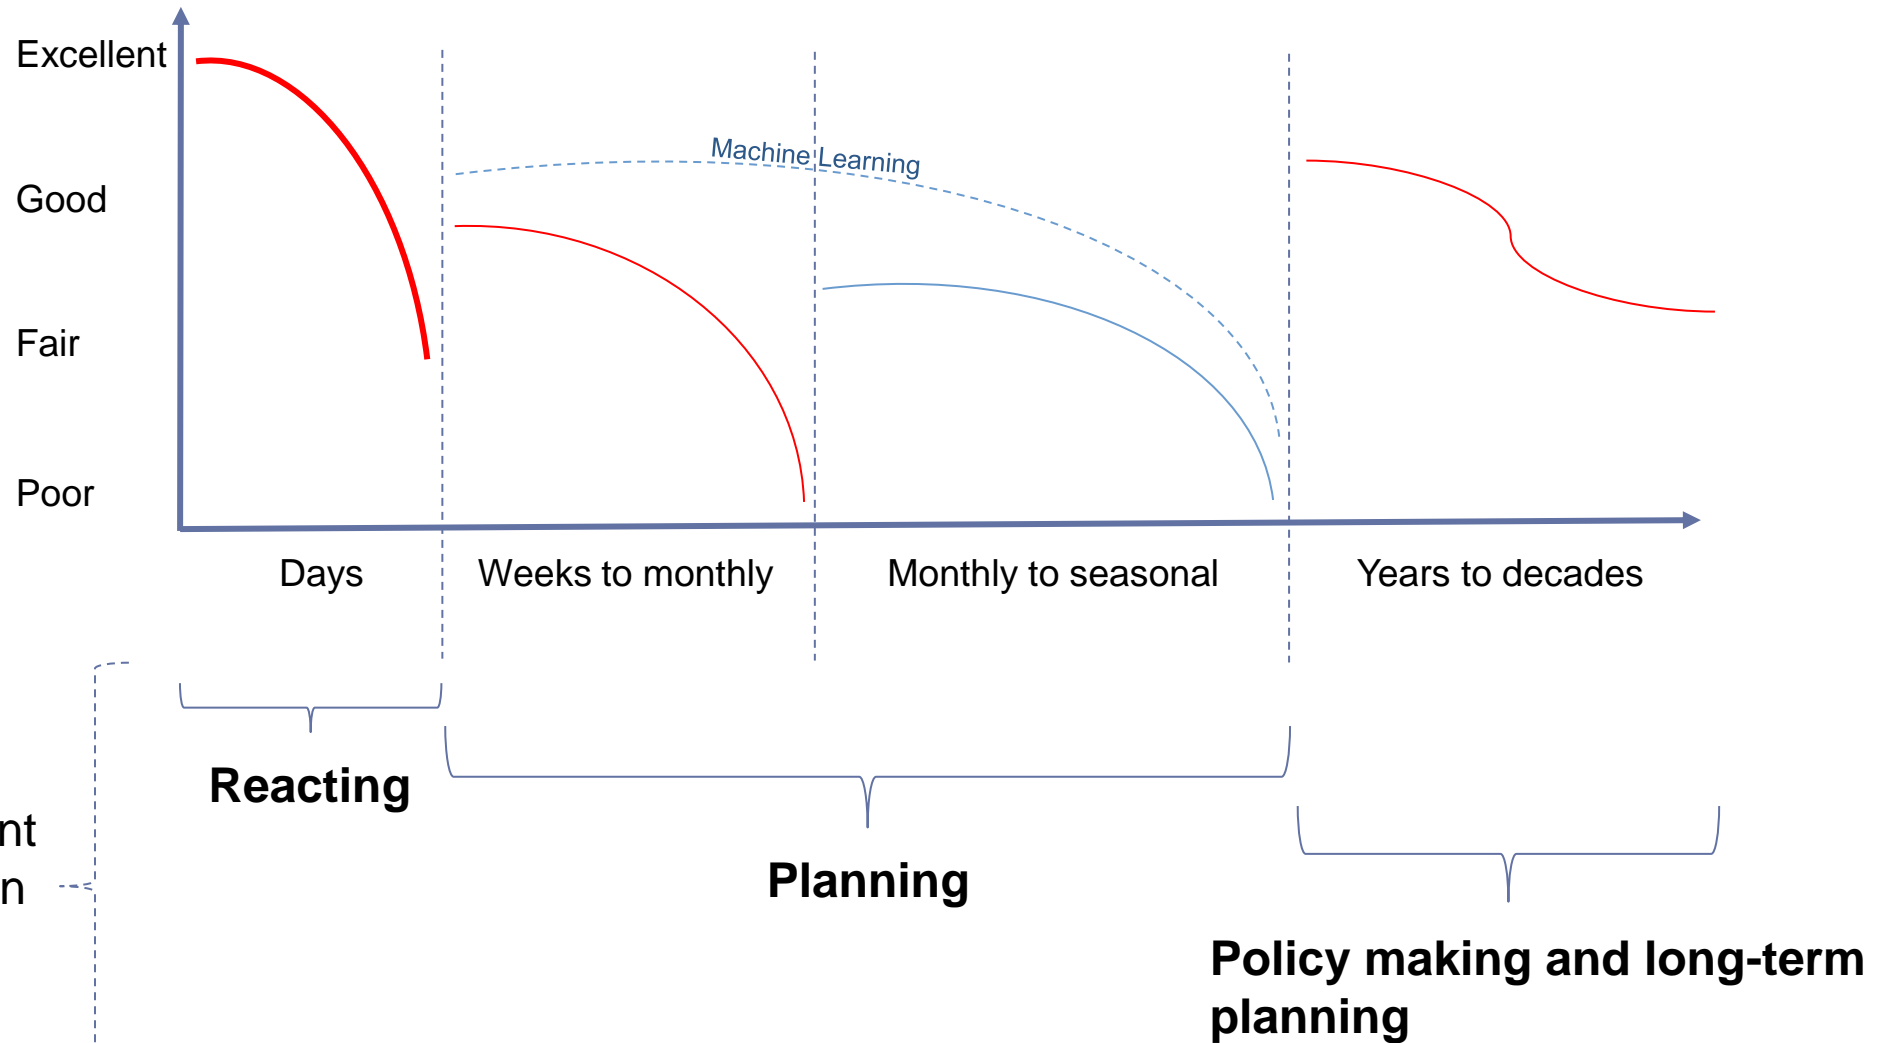 Excellent
Machine Learning
Good
Fair
Poor
Days
Weeks to monthly
Monthly to seasonal
Years to decades
Reacting
nt
n
Planning
Policy making and long-term
planning